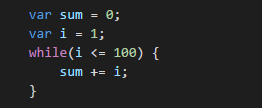 var sum = 0;
var i = 1;
while(i <= 100) {
    sum += i;
}